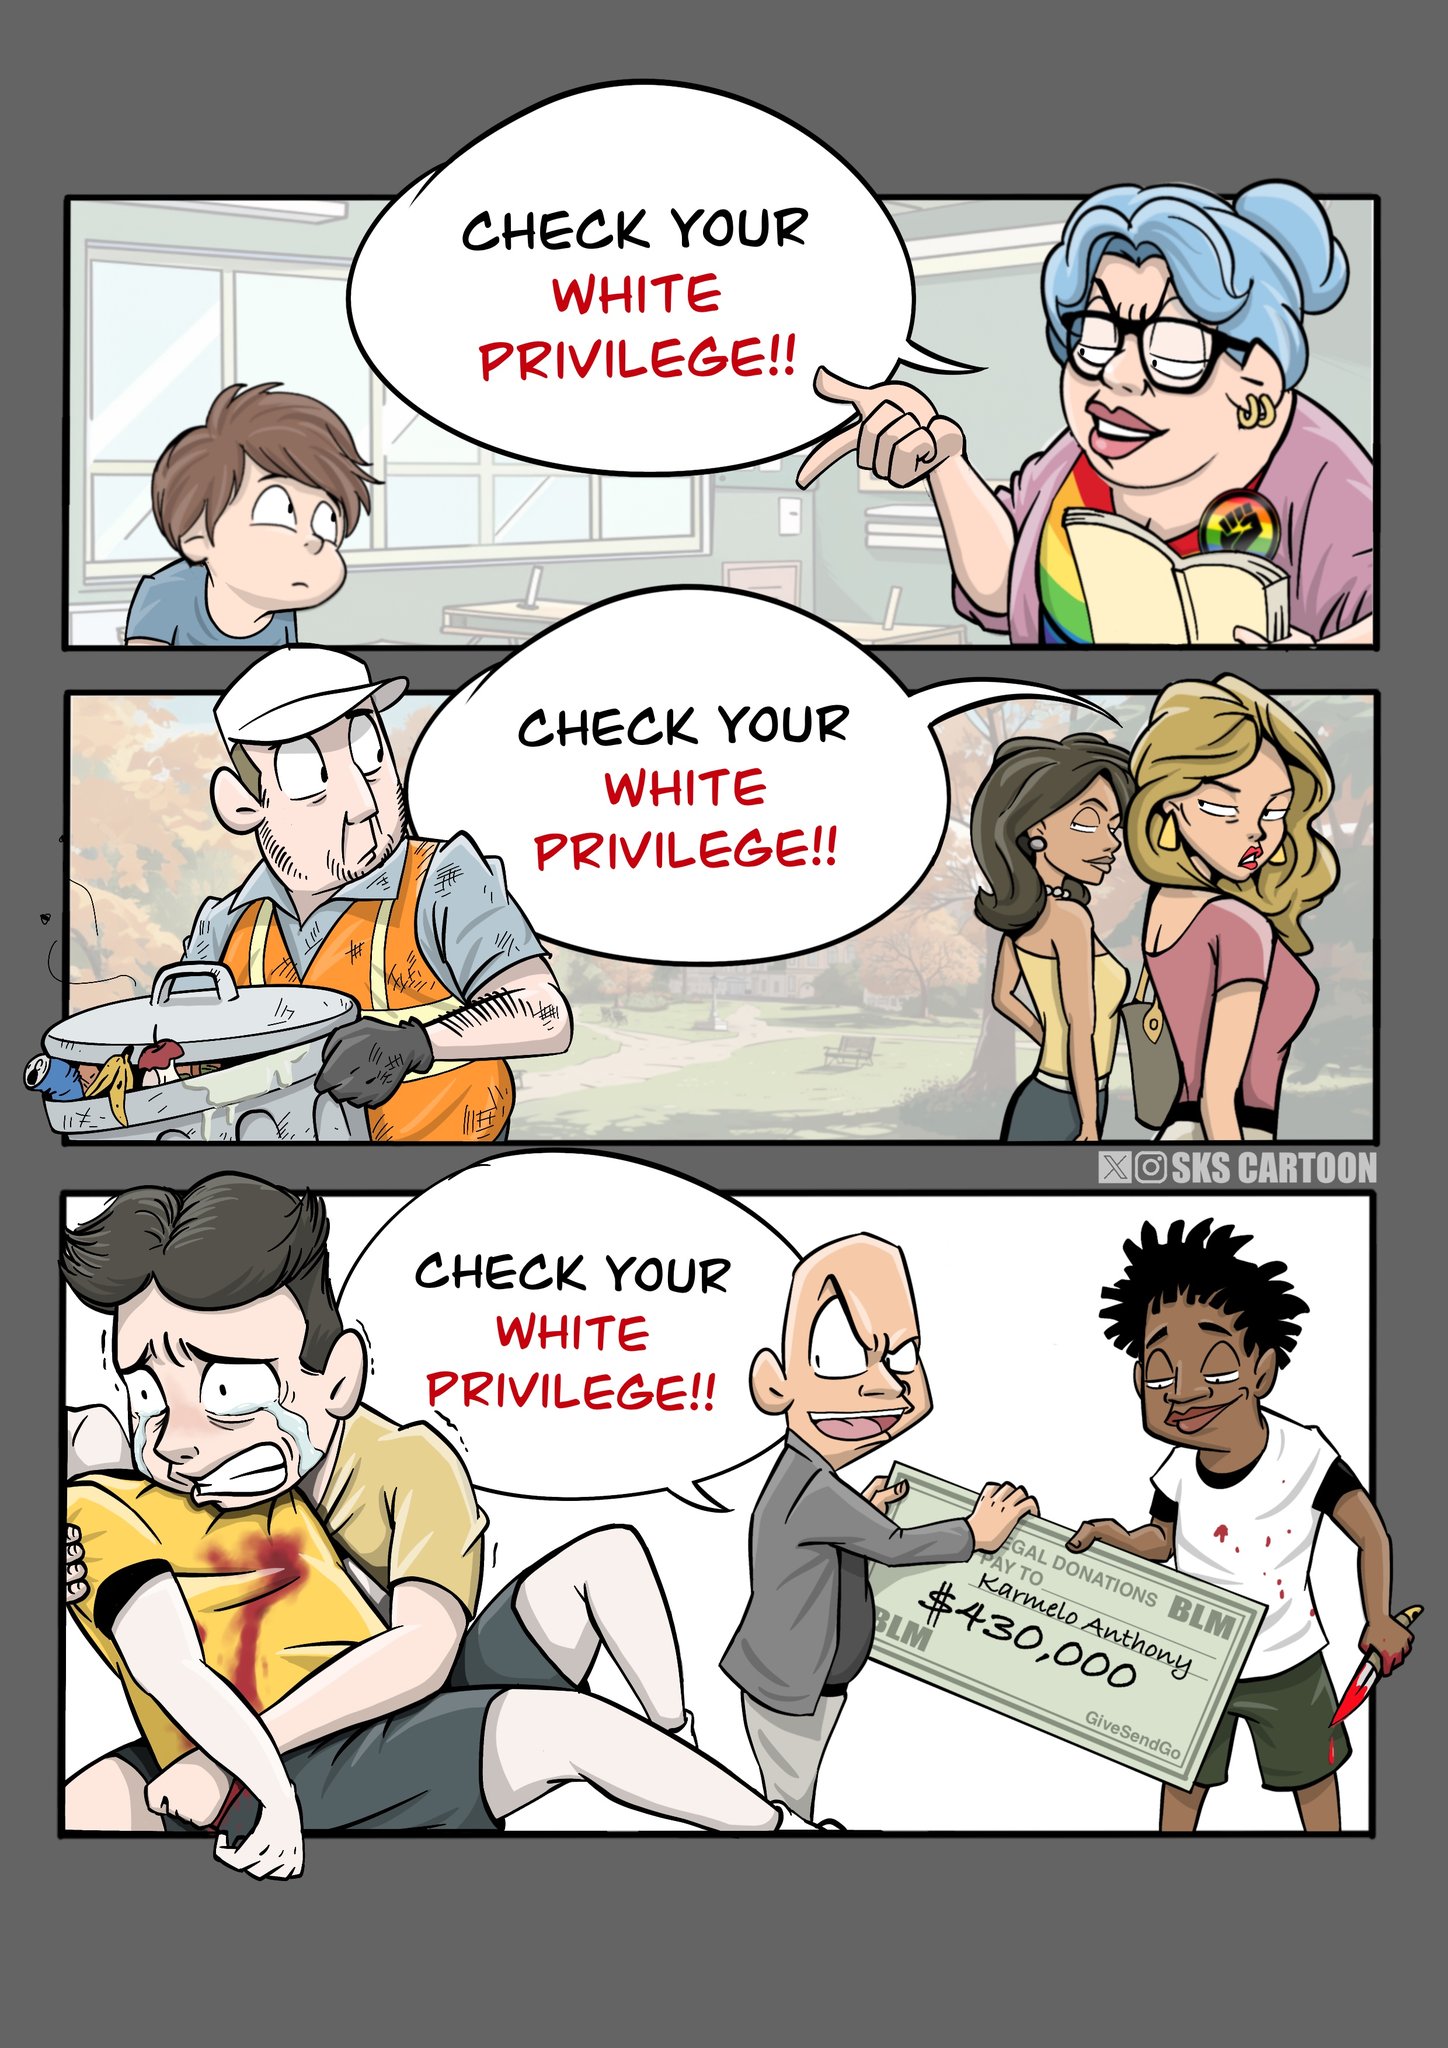 CHECK YOUR
WHITE
PRIVILEGE!!
CHECK YOUR
WHITE
PRIVILEGE!!
SKS CARTOON
CHECK YOUR
WHITE
PRIVILEGE!!
EGAL DONATIONS
PAY TO
Karmelo Anthony
BLM
$430,000
BLM
GiveSendGo